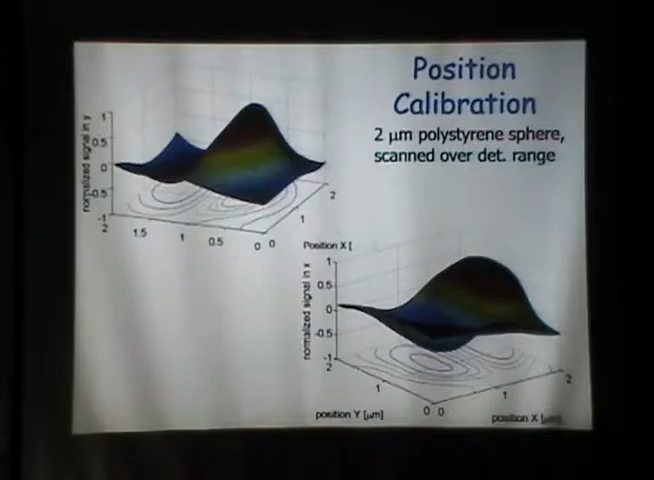 Position
Calibration
2 μm polystyrene sphere,
scanned over det. range
normalized signal in y
1
0.5
0
-0.5
-1
2
1.5
1
0.5
0
0
1
2
Position X [
normalized signal in x
1
0.5
0
-0.5
-1
2
1
0
0
1
2
position Y [μm]
position X [μm]